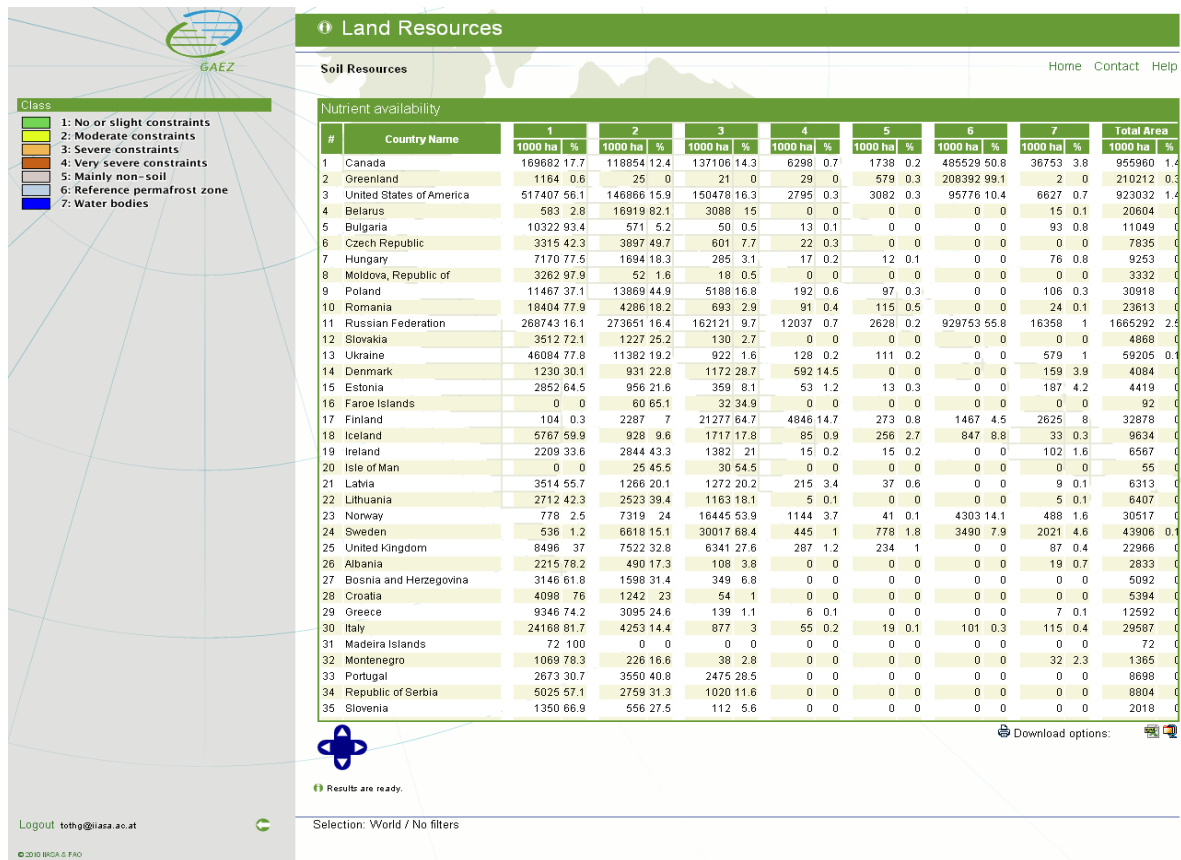 Land Resources
GAEZ
Soil Resources
Home Contact Help
Class
1: No or slight constraints
2: Moderate constraints
3: Severe constraints
4: Very severe constraints
5: Mainly non-soil
6: Reference permafrost zone
7: Water bodies
Nutrient availability
# Country Name 1 2 3 4 5 6 7 Total Area
1000 ha % 1000 ha % 1000 ha % 1000 ha % 1000 ha % 1000 ha % 1000 ha % 1000 ha %
1 Canada 169682 17.7 118854 12.4 137106 14.3 6298 0.7 1738 0.2 485529 50.8 36753 3.8 955960 1.4
2 Greenland 1164 0.6 25 0 21 0 29 0 579 0.3 208392 99.1 2 0 210212 0.3
3 United States of America 517407 56.1 146866 15.9 150478 16.3 2795 0.3 3082 0.3 95776 10.4 6627 0.7 923032 1.4
4 Belarus 583 2.8 16919 82.1 3088 15 0 0 0 0 0 0 15 0.1 20604 0
5 Bulgaria 10322 93.4 571 5.2 50 0.5 13 0.1 0 0 0 0 93 0.8 11049 0
6 Czech Republic 3315 42.3 3897 49.7 601 7.7 22 0.3 0 0 0 0 0 0 7835 0
7 Hungary 7170 77.5 1694 18.3 285 3.1 17 0.2 12 0.1 0 0 76 0.8 9253 0
8 Moldova, Republic of 3262 97.9 52 1.6 18 0.5 0 0 0 0 0 0 0 0 3332 0
9 Poland 11467 37.1 13869 44.9 5188 16.8 192 0.6 97 0.3 0 0 106 0.3 30918 0
10 Romania 18404 77.9 4286 18.2 693 2.9 91 0.4 115 0.5 0 0 24 0.1 23613 0
11 Russian Federation 268743 16.1 273651 16.4 162121 9.7 12037 0.7 2628 0.2 929753 55.8 16358 1 1665292 2.5
12 Slovakia 3512 72.1 1227 25.2 130 2.7 0 0 0 0 0 0 0 0 4868 0
13 Ukraine 46084 77.8 11382 19.2 922 1.6 128 0.2 111 0.2 0 0 579 1 59205 0.1
14 Denmark 1230 30.1 931 22.8 1172 28.7 592 14.5 0 0 0 0 159 3.9 4084 0
15 Estonia 2852 64.5 956 21.6 359 8.1 53 1.2 13 0.3 0 0 187 4.2 4419 0
16 Faroe Islands 0 0 60 65.1 32 34.9 0 0 0 0 0 0 0 0 92 0
17 Finland 104 0.3 2287 7 21277 64.7 4846 14.7 273 0.8 1467 4.5 2625 8 32878 0
18 Iceland 5767 59.9 928 9.6 1717 17.8 85 0.9 256 2.7 847 8.8 33 0.3 9634 0
19 Ireland 2209 33.6 2844 43.3 1382 21 15 0.2 15 0.2 0 0 102 1.6 6567 0
20 Isle of Man 0 0 25 45.5 30 54.5 0 0 0 0 0 0 0 0 55 0
21 Latvia 3514 55.7 1266 20.1 1272 20.2 215 3.4 37 0.6 0 0 9 0.1 6313 0
22 Lithuania 2712 42.3 2523 39.4 1163 18.1 5 0.1 0 0 0 0 5 0.1 6407 0
23 Norway 778 2.5 7319 24 16445 53.9 1144 3.7 41 0.1 4303 14.1 488 1.6 30517 0
24 Sweden 536 1.2 6618 15.1 30017 68.4 445 1 778 1.8 3490 7.9 2021 4.6 43906 0.1
25 United Kingdom 8496 37 7522 32.8 6341 27.6 287 1.2 234 1 0 0 87 0.4 22966 0
26 Albania 2215 78.2 490 17.3 108 3.8 0 0 0 0 0 0 19 0.7 2833 0
27 Bosnia and Herzegovina 3146 61.8 1598 31.4 349 6.8 0 0 0 0 0 0 0 0 5092 0
28 Croatia 4098 76 1242 23 54 1 0 0 0 0 0 0 0 0 5394 0
29 Greece 9346 74.2 3095 24.6 139 1.1 6 0.1 0 0 0 0 7 0.1 12592 0
30 Italy 24168 81.7 4253 14.4 877 3 55 0.2 19 0.1 101 0.3 115 0.4 29587 0
31 Madeira Islands 72 100 0 0 0 0 0 0 0 0 0 0 0 0 72 0
32 Montenegro 1069 78.3 226 16.6 38 2.8 0 0 0 0 0 0 32 2.3 1365 0
33 Portugal 2673 30.7 3550 40.8 2475 28.5 0 0 0 0 0 0 0 0 8698 0
34 Republic of Serbia 5025 57.1 2759 31.3 1020 11.6 0 0 0 0 0 0 0 0 8804 0
35 Slovenia 1350 66.9 556 27.5 112 5.6 0 0 0 0 0 0 0 0 2018 0
Download options:
Results are ready.
Logout tothg@iiasa.ac.at
Selection: World / No filters
© 2010 IIASA & FAO